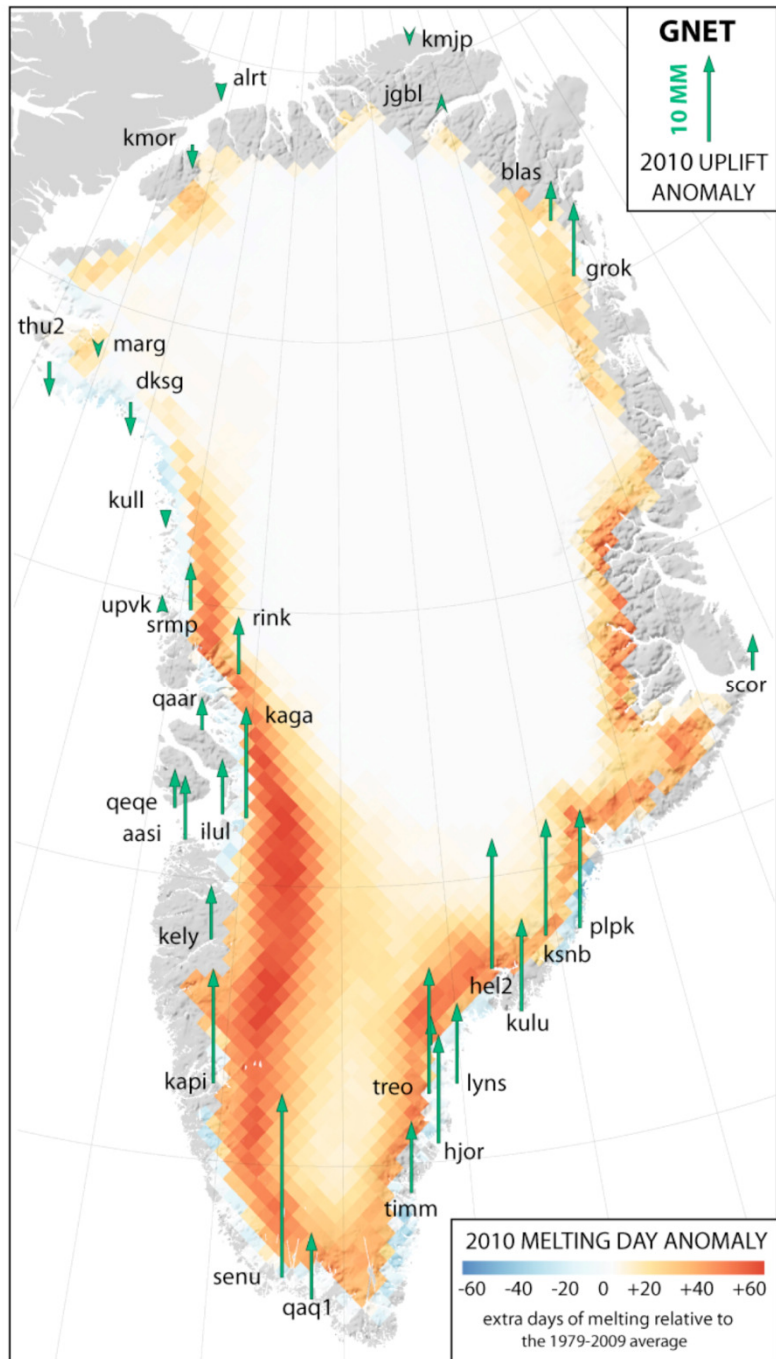 GNET
10 MM
2010 UPLIFT
ANOMALY
kmjp
alrt
jgbl
kmor
blas
grok
thu2
marg
dksg
kull
upvk
srmp
rink
scor
qaar
kaga
qeqe
aasi
ilul
plpk
kely
ksnb
hel2
kulu
kapi
treo
lyns
hjor
timm
senu
qaq1
2010 MELTING DAY ANOMALY
-60 -40 -20 0 +20 +40 +60
extra days of melting relative to
the 1979-2009 average